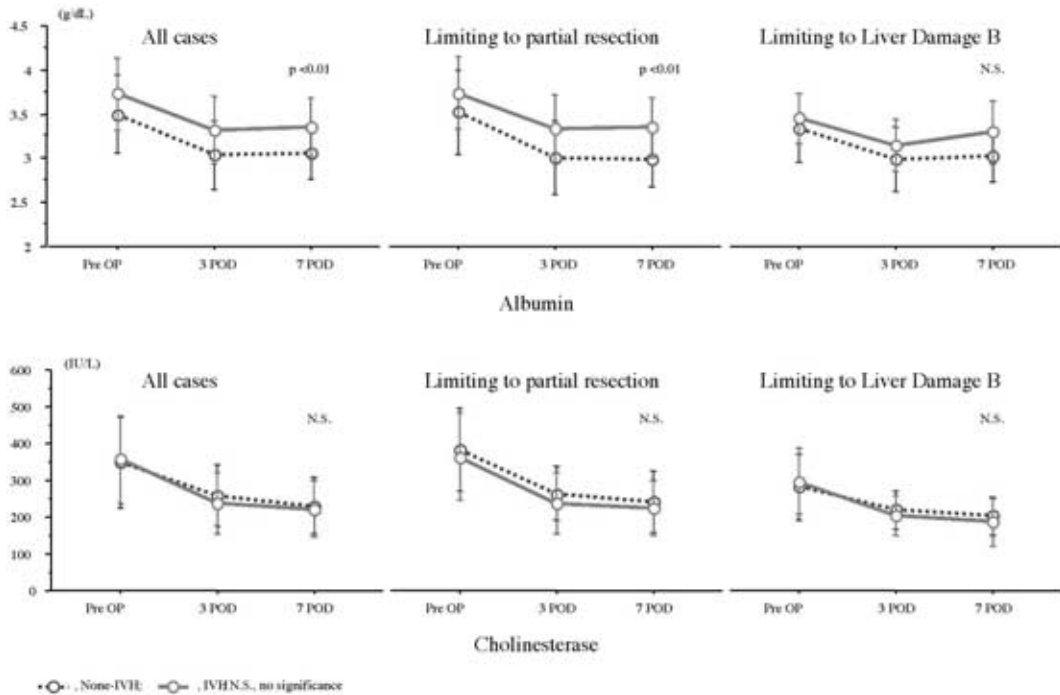 (g/dL)
All cases Limiting to partial resection Limiting to Liver Damage B
4.5
p <0.01 p <0.01 N.S.
4
3.5
3
2.5
2
Pre OP 3 POD 7 POD Pre OP 3 POD 7 POD Pre OP 3 POD 7 POD
Albumin
(IU/L)
600
All cases Limiting to partial resection Limiting to Liver Damage B
N.S. N.S. N.S.
500
400
300
200
100
0
Pre OP 3 POD 7 POD Pre OP 3 POD 7 POD Pre OP 3 POD 7 POD
Cholinesterase
, None-IVH; , IVH N.S., no significance